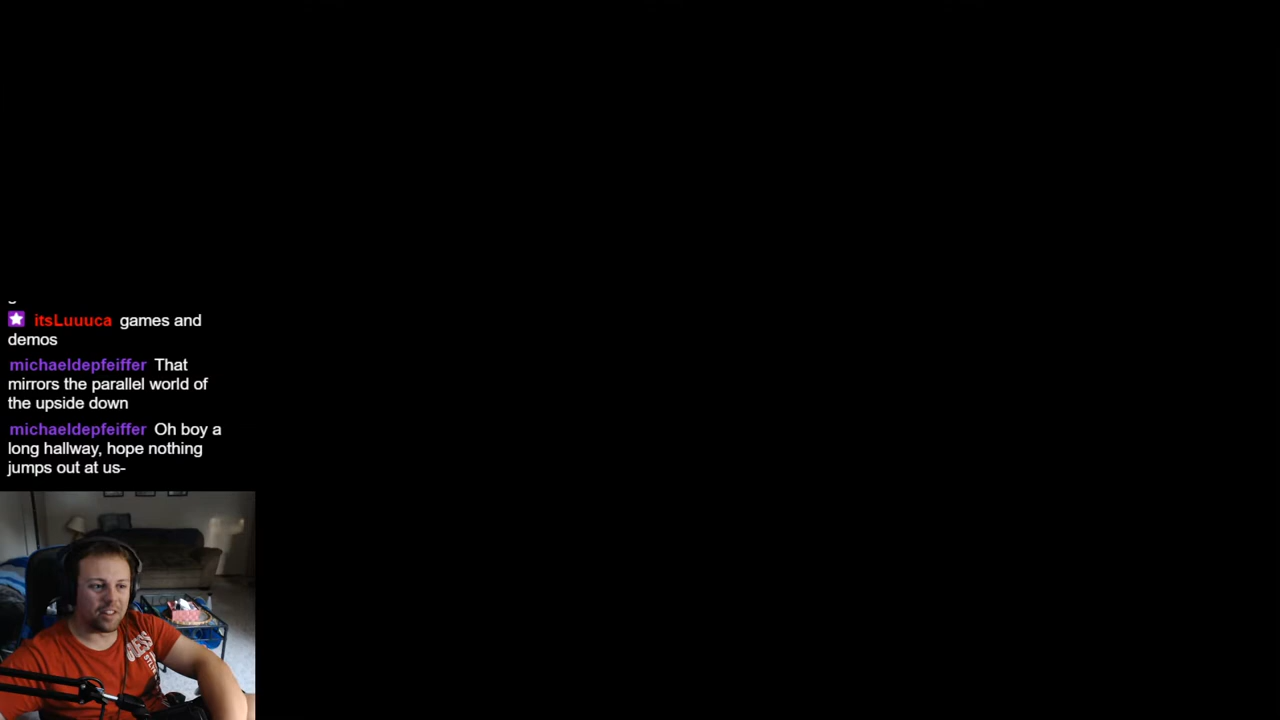 itsLuuuca games and
demos
michaeldepfeiffer That
mirrors the parallel world of
the upside down
michaeldepfeiffer Oh boy a
long hallway, hope nothing
jumps out at us-